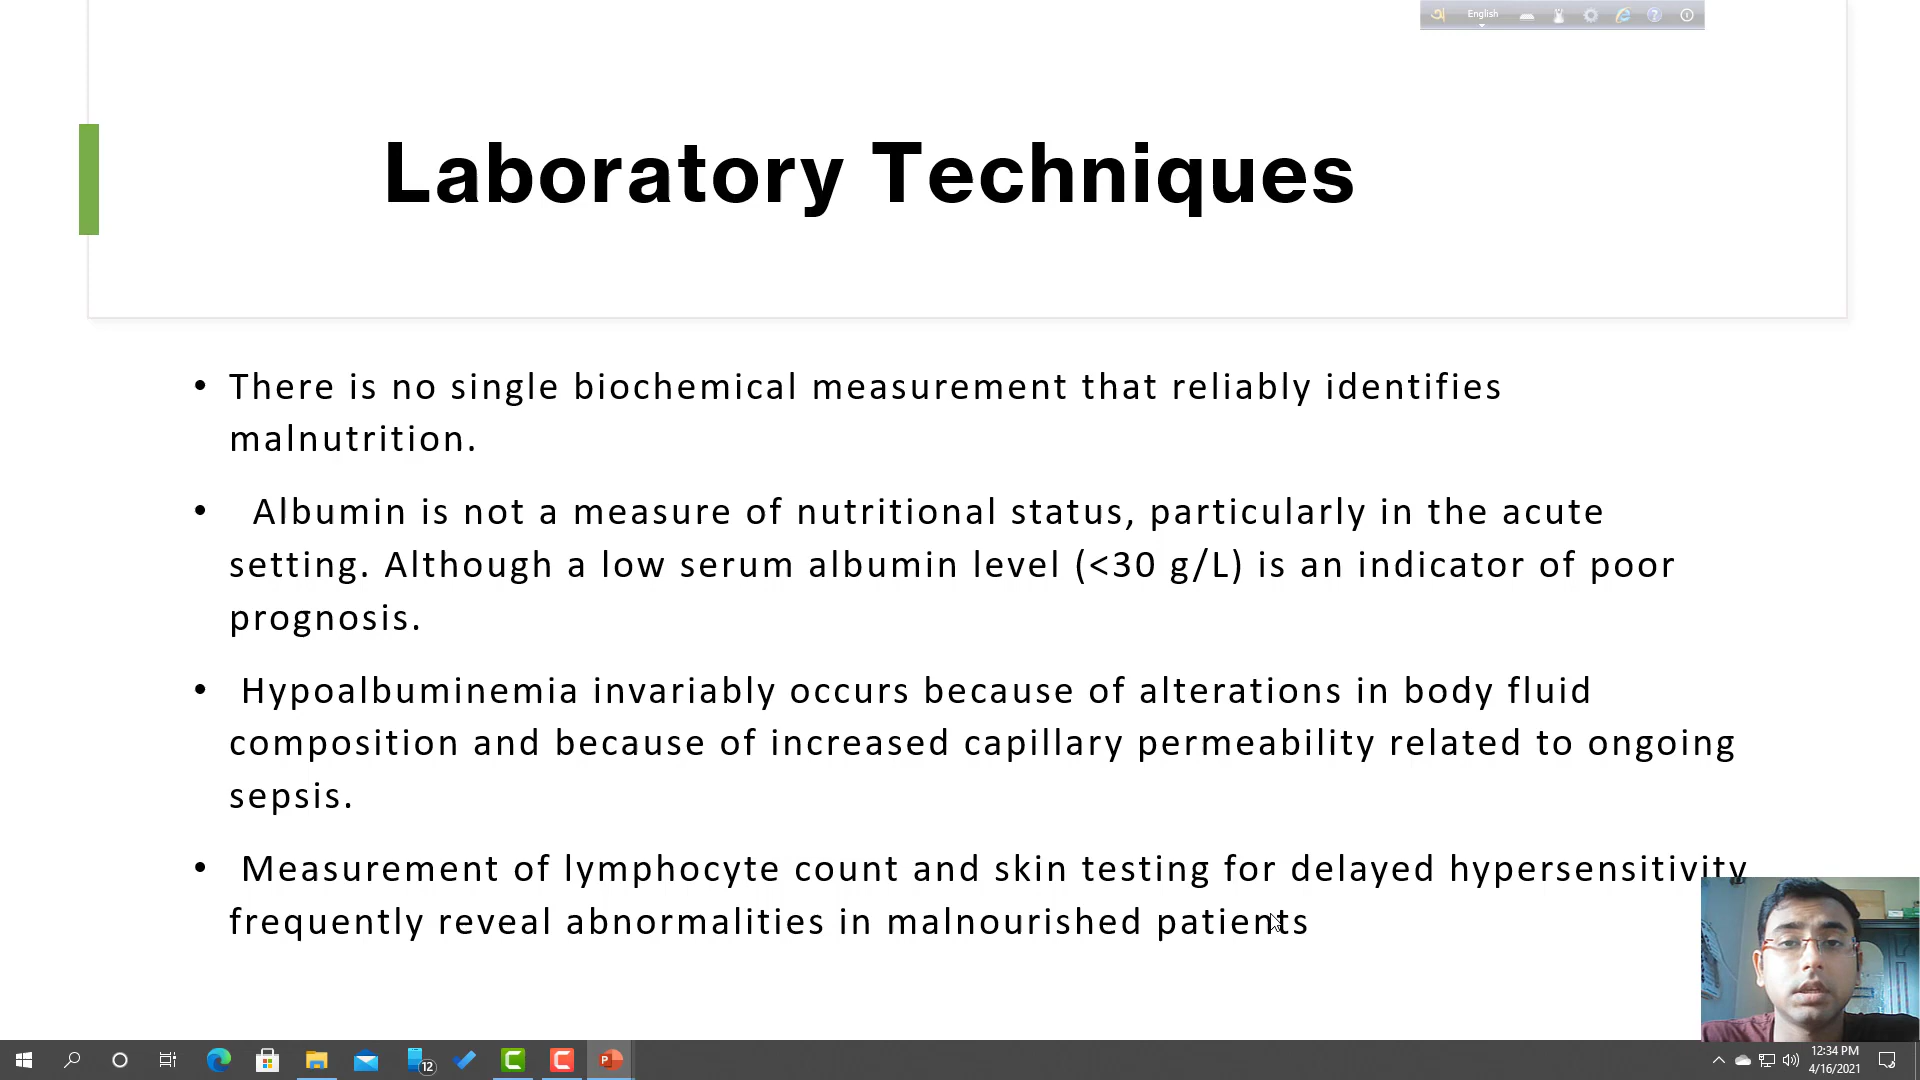 English
Laboratory Techniques
• There is no single biochemical measurement that reliably identifies
malnutrition.
• Albumin is not a measure of nutritional status, particularly in the acute
setting. Although a low serum albumin level (<30 g/L) is an indicator of poor
prognosis.
• Hypoalbuminemia invariably occurs because of alterations in body fluid
composition and because of increased capillary permeability related to ongoing
sepsis.
• Measurement of lymphocyte count and skin testing for delayed hypersensitivity
frequently reveal abnormalities in malnourished patients
12
12:34 PM
4/16/2021